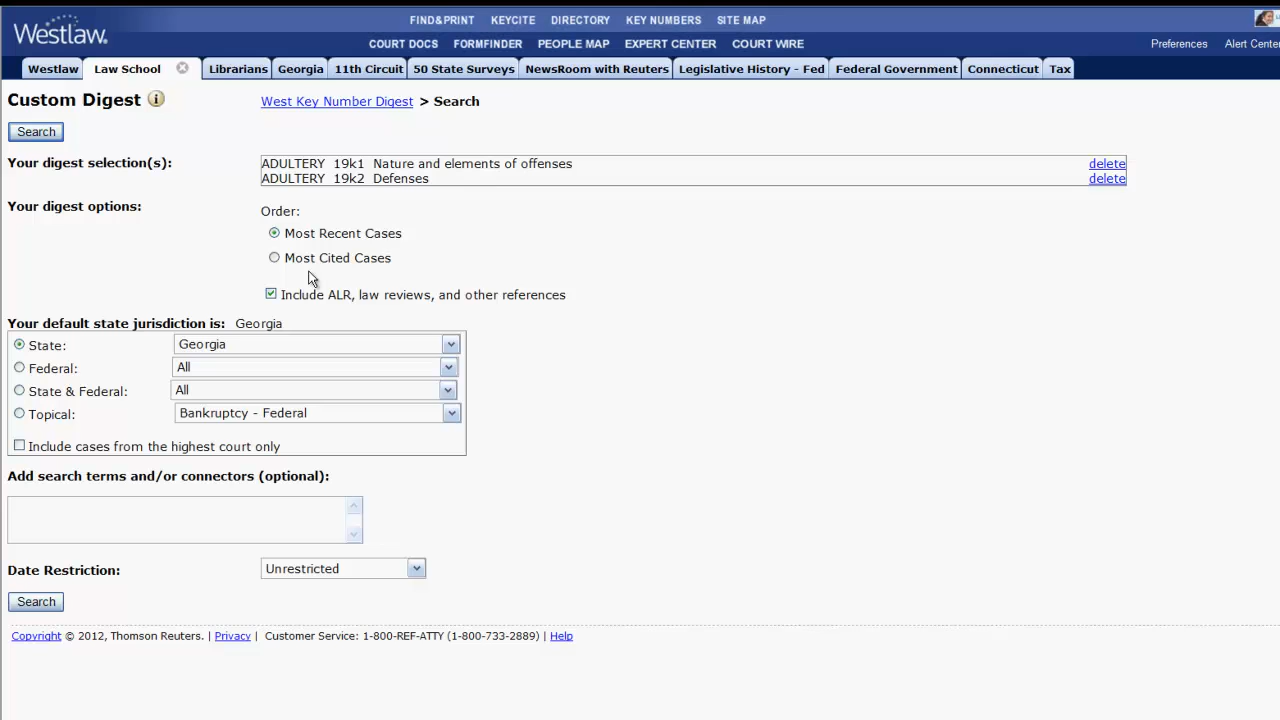 Westlaw.
FIND&PRINT KEYCITE DIRECTORY KEY NUMBERS SITE MAP
COURT DOCS FORMFINDER PEOPLE MAP EXPERT CENTER COURT WIRE
Preferences Alert Center
Westlaw Law School Librarians Georgia 11th Circuit 50 State Surveys NewsRoom with Reuters Legislative History - Fed Federal Government Connecticut Tax
Custom Digest i West Key Number Digest > Search
Search
Your digest selection(s): ADULTERY 19k1 Nature and elements of offenses delete
ADULTERY 19k2 Defenses delete
Your digest options: Order:
Most Recent Cases
Most Cited Cases
Include ALR, law reviews, and other references
Your default state jurisdiction is: Georgia
State: Georgia
Federal: All
State & Federal: All
Topical: Bankruptcy - Federal
Include cases from the highest court only
Add search terms and/or connectors (optional):
Date Restriction: Unrestricted
Search
Copyright © 2012, Thomson Reuters. | Privacy | Customer Service: 1-800-REF-ATTY (1-800-733-2889) | Help